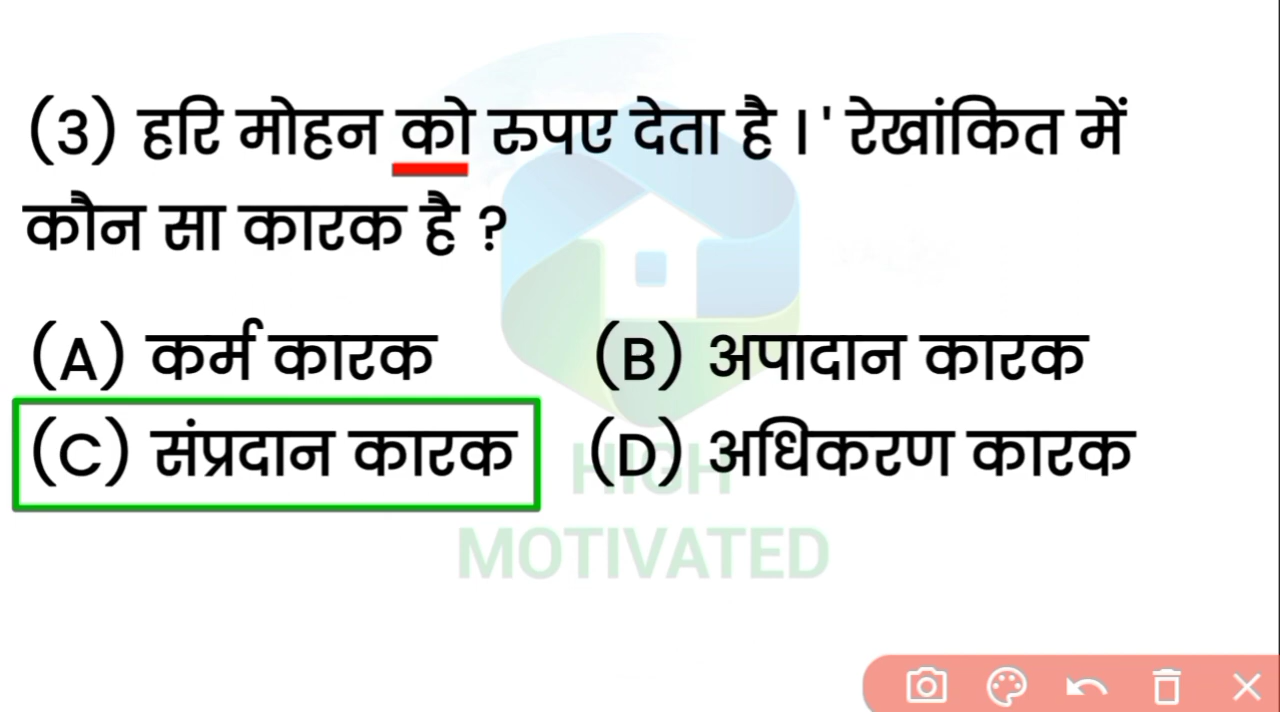 (3) हरि मोहन को रुपए देता है ।' रेखांकित में
कौन सा कारक है ?
(A) कर्म कारक (B) अपादान कारक
(C) संप्रदान कारक (D) अधिकरण कारक
HIGH
MOTIVATED